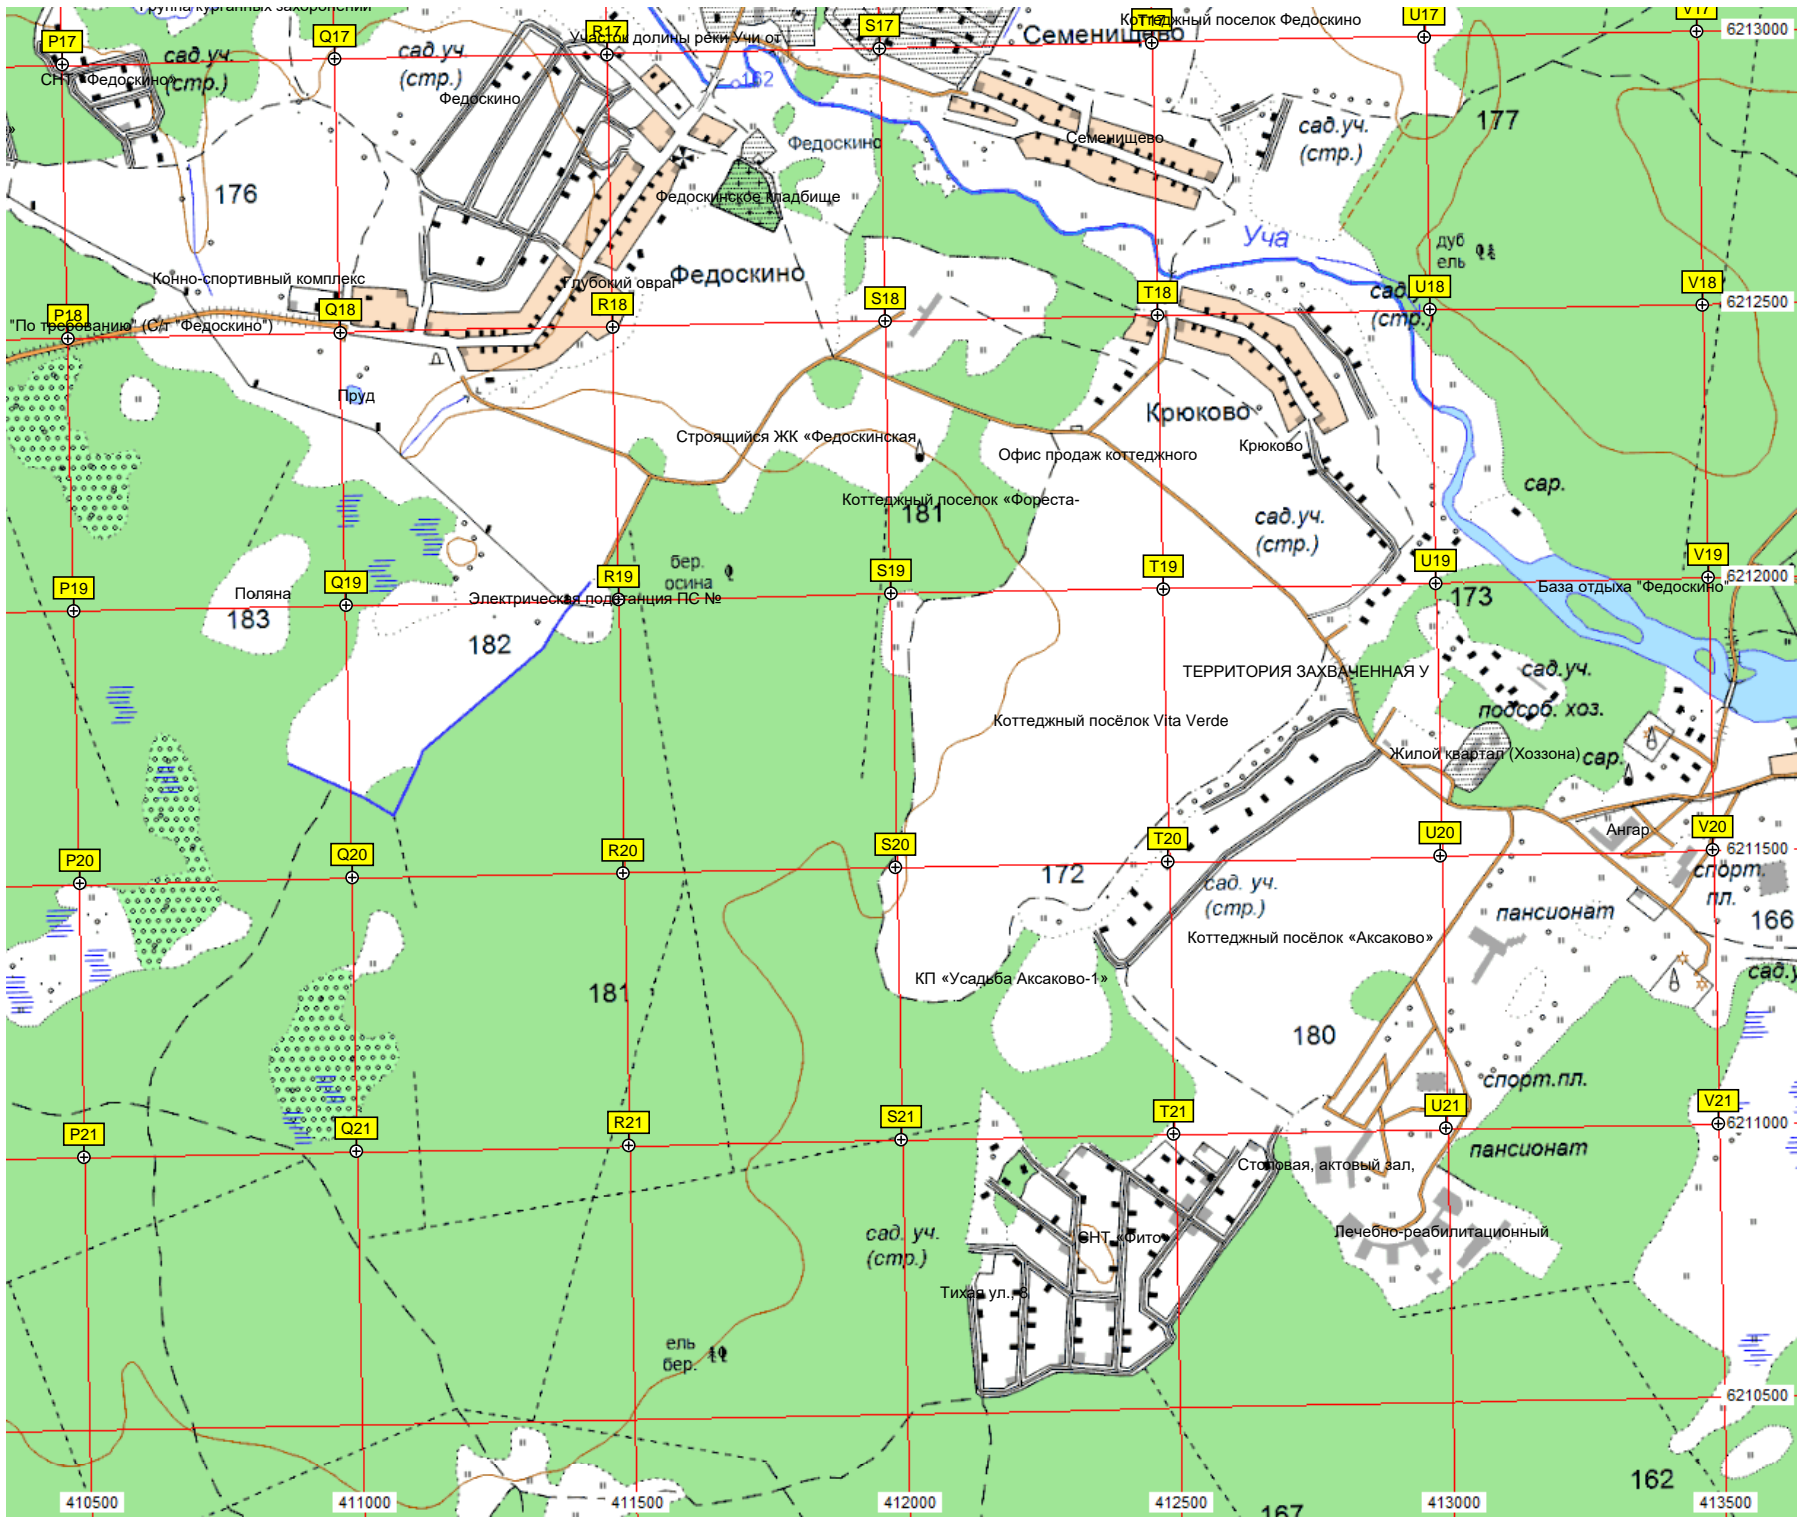 Группа курганных захоронений
P17
Q17
R17
S17
T17
U17
V17
Коттеджный поселок Федоскино
Семенищево
6213000
сад.уч.
(стр.)
сад.уч.
(стр.)
Участок долины реки Учи от
СНТ «Федоскино»
Федоскино
162
177
сад.уч.
(стр.)
Семенищево
Федоскино
176
Федоскинское кладбище
Уча
дуб
ель
Федоскино
Конно-спортивный комплекс
Глубокий овраг
сад.
(стр.)
P18
Q18
R18
S18
T18
U18
V18
6212500
"По требованию" (С/т "Федоскино")
Пруд
Крюково
Крюково
Строящийся ЖК «Федоскинская
Офис продаж коттеджного
сар.
Коттеджный поселок «Фореста-
181
сад.уч.
(стр.)
бер.
осина
P19
Q19
R19
S19
T19
U19
V19
6212000
Поляна
183
Электрическая подстанция ПС №
173
База отдыха "Федоскино"
182
ТЕРРИТОРИЯ ЗАХВАЧЕННАЯ У
сад.уч.
подсоб. хоз.
Коттеджный посёлок Vita Verde
Жилой квартал (Хоззона)
сар.
P20
Q20
R20
S20
T20
U20
V20
Ангар
6211500
172
сад. уч.
(стр.)
спорт.
пл.
пансионат
166
Коттеджный посёлок «Аксаково»
КП «Усадьба Аксаково-1»
сад.у
181
180
спорт.пл.
P21
Q21
R21
S21
T21
U21
V21
6211000
пансионат
Столовая, актовый зал,
сад. уч.
(стр.)
СНТ «Фито»
Лечебно-реабилитационный
Тихая ул., 8
ель
бер.
6210500
162
167
410500
411000
411500
412000
412500
413000
413500